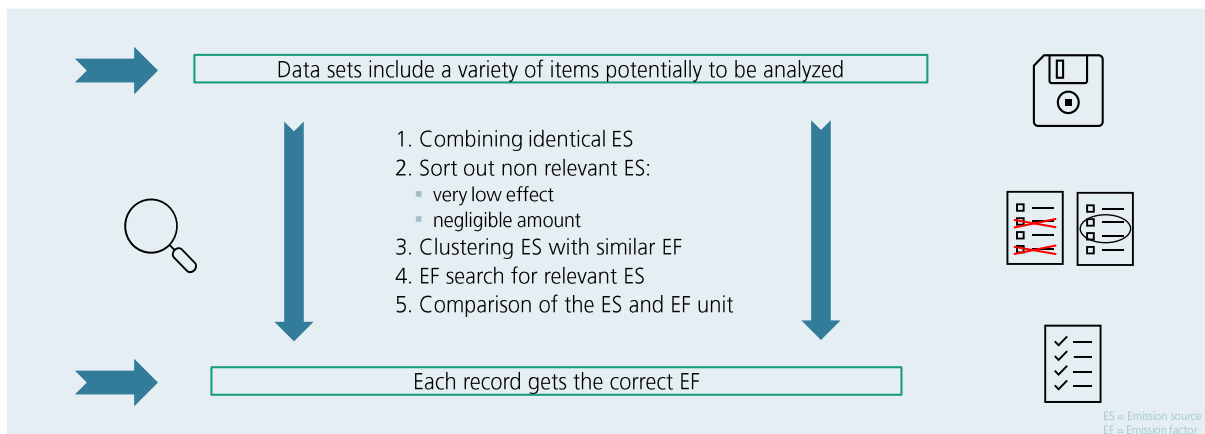 Data sets include a variety of items potentially to be analyzed
1. Combining identical ES
2. Sort out non relevant ES:
▪ very low effect
▪ negligible amount
3. Clustering ES with similar EF
4. EF search for relevant ES
5. Comparison of the ES and EF unit
Each record gets the correct EF
ES = Emission source
EF = Emission factor